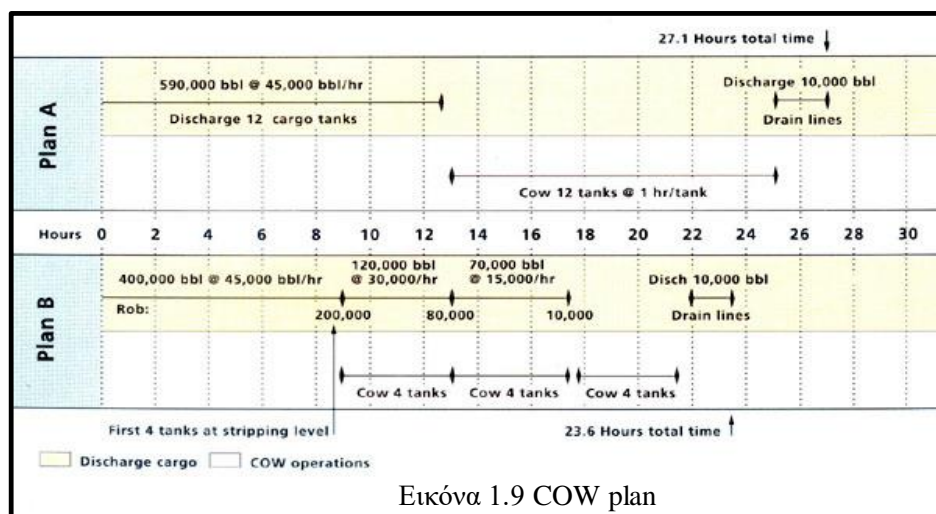 27.1 Hours total time
Plan A
590,000 bbl @ 45,000 bbl/hr
Discharge 12 cargo tanks
Discharge 10,000 bbl
Drain lines
Cow 12 tanks @ 1 hr/tank
Hours 0 2 4 6 8 10 12 14 16 18 20 22 24 26 28 30
Plan B
400,000 bbl @ 45,000 bbl/hr
120,000 bbl
@ 30,000/hr
70,000 bbl
@ 15,000/hr
Disch 10,000 bbl
Rob: 200,000 80,000 10,000
Drain lines
Cow 4 tanks Cow 4 tanks Cow 4 tanks
First 4 tanks at stripping level
23.6 Hours total time
Discharge cargo COW operations
Εικόνα 1.9 COW plan